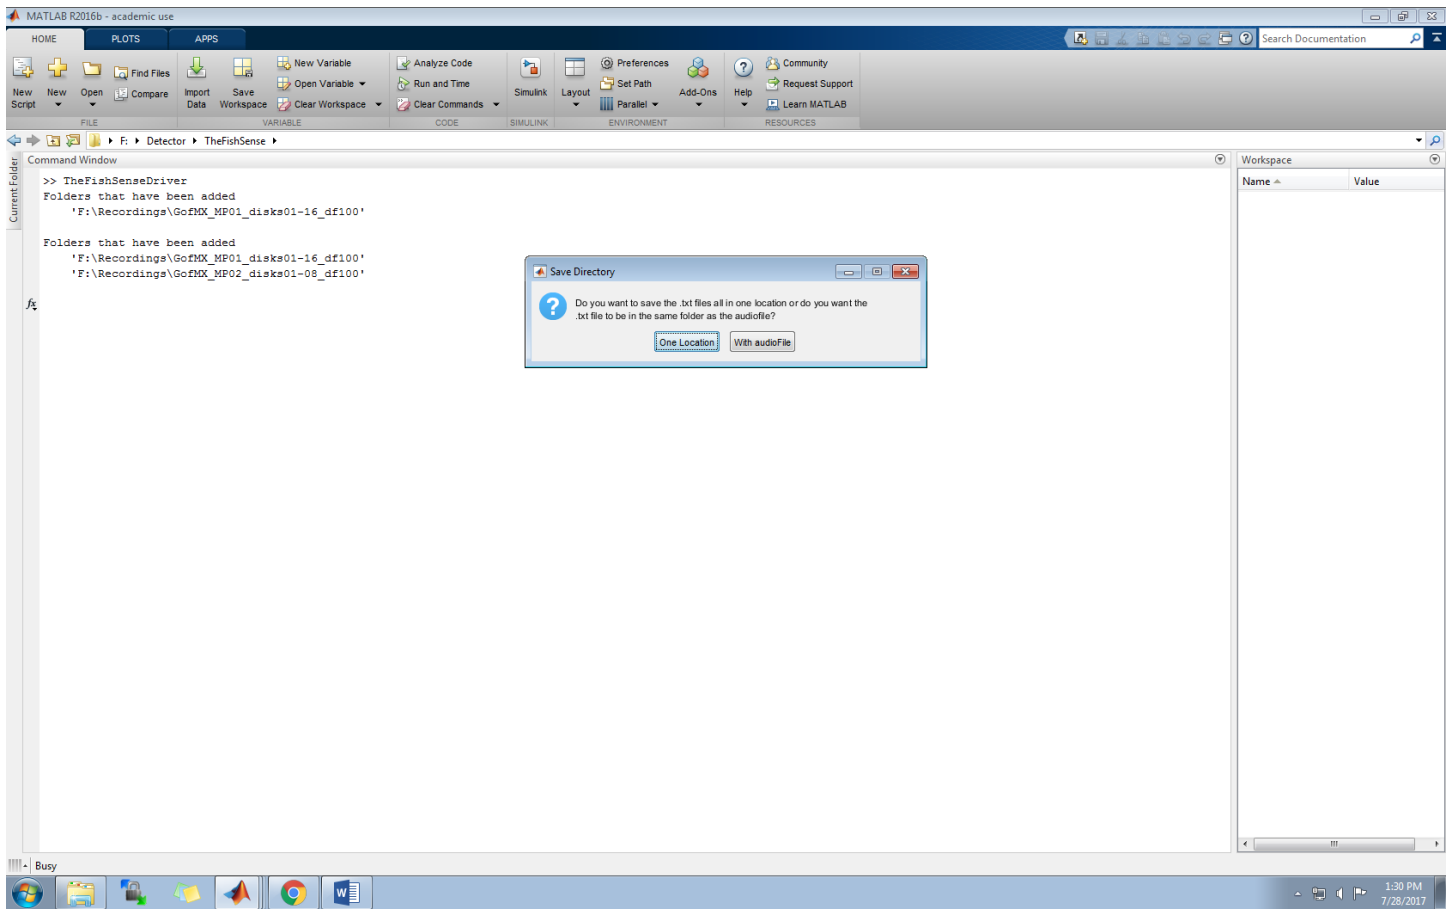 MATLAB R2016b - academic use
HOME PLOTS APPS
Search Documentation
New Script
New
Open
Find Files
Compare
Import Data
Save Workspace
New Variable
Open Variable
Clear Workspace
Analyze Code
Run and Time
Clear Commands
Simulink
Layout
Preferences
Set Path
Parallel
Add-Ons
Help
Community
Request Support
Learn MATLAB
FILE VARIABLE CODE SIMULINK ENVIRONMENT RESOURCES
F: Detector TheFishSense
Current Folder
Command Window
>> TheFishSenseDriver
Folders that have been added
'F:\Recordings\GofMX_MP01_disks01-16_df100'
Folders that have been added
'F:\Recordings\GofMX_MP01_disks01-16_df100'
'F:\Recordings\GofMX_MP02_disks01-08_df100'
fx
Save Directory
Do you want to save the .txt files all in one location or do you want the
.txt file to be in the same folder as the audiofile?
One Location With audioFile
Workspace
Name Value
Busy
1:30 PM
7/28/2017